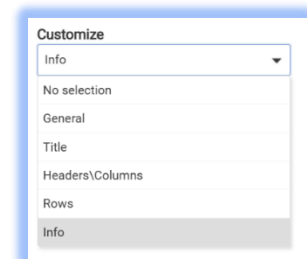 Customize
Info
No selection
General
Title
Headers\Columns
Rows
Info